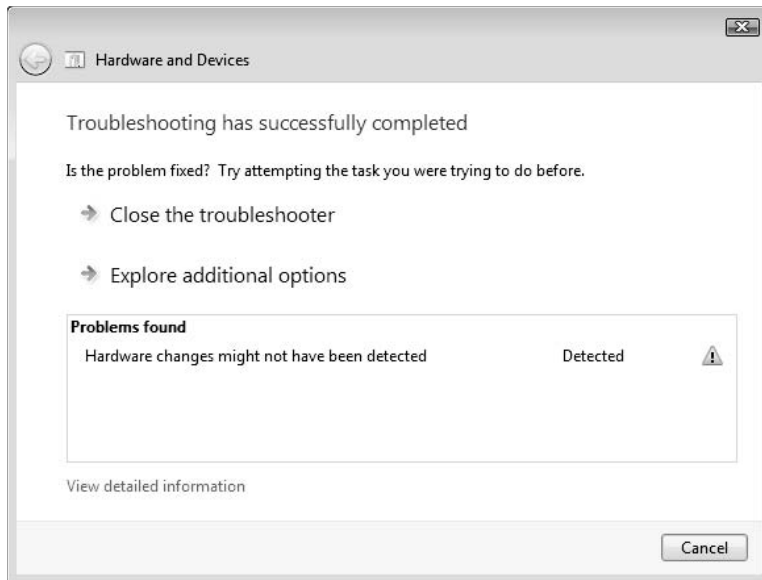 Hardware and Devices
Troubleshooting has successfully completed
Is the problem fixed? Try attempting the task you were trying to do before.
Close the troubleshooter
Explore additional options
Problems found
Hardware changes might not have been detected Detected
View detailed information
Cancel